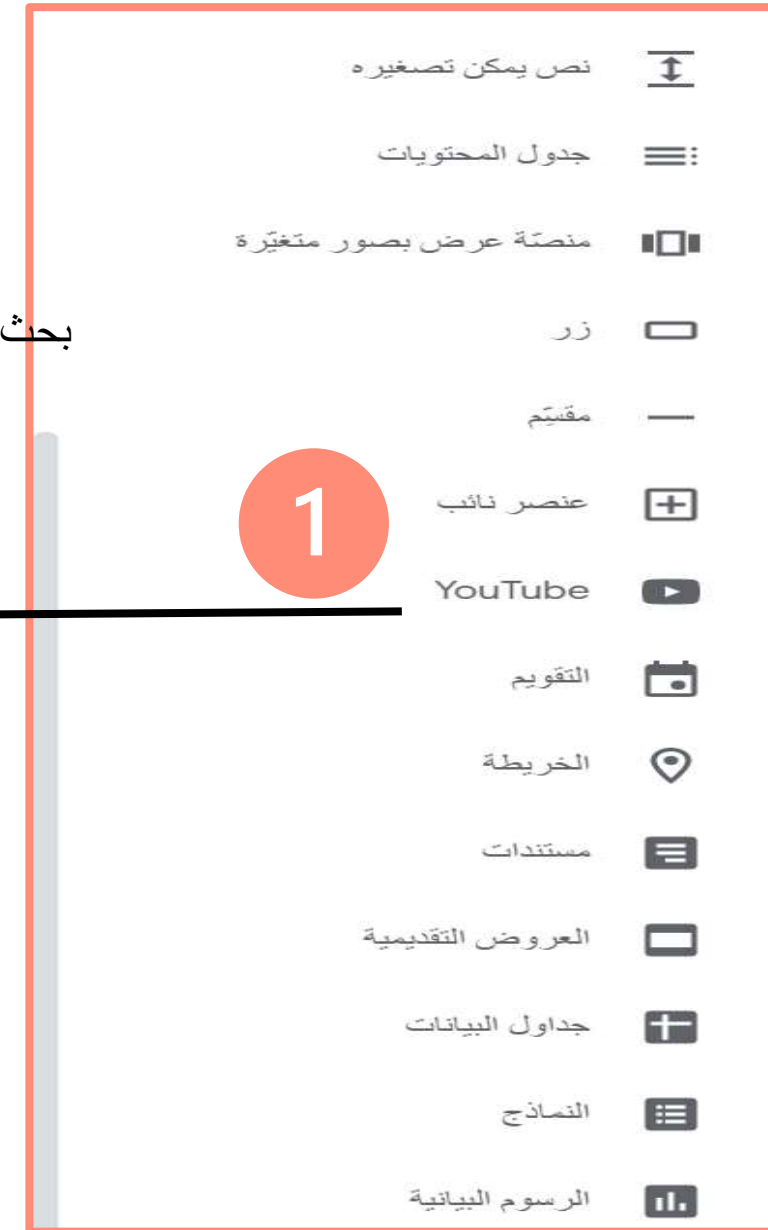 نص يمكن تصغيره
جدول المحتويات
منصّة عرض بصور متغيّرة
زر
بحث
مقسِّم
عنصر نائب
1
YouTube
التقويم
الخريطة
مستندات
العروض التقديمية
جداول البيانات
النماذج
الرسوم البيانية